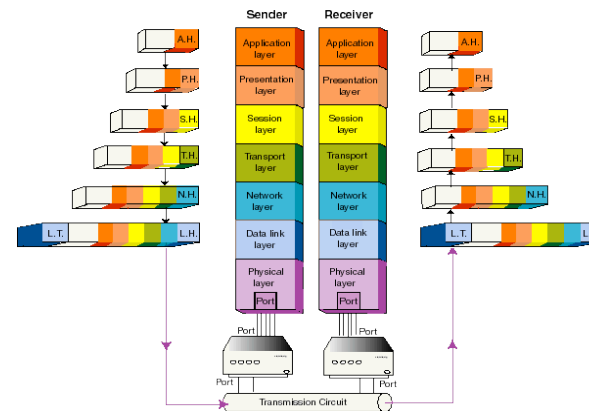 Sender Receiver
A.H.
Application
layer
Application
layer
A.H.
P.H.
Presentation
layer
Presentation
layer
P.H.
S.H.
Session
layer
Session
layer
S.H.
T.H.
Transport
layer
Transport
layer
T.H.
N.H.
Network
layer
Network
layer
N.H.
L.T. L.H.
Data link
layer
Data link
layer
L.T. L.
Physical
layer
Physical
layer
Port
Port
Port
Port
Port
Port
Transmission Circuit